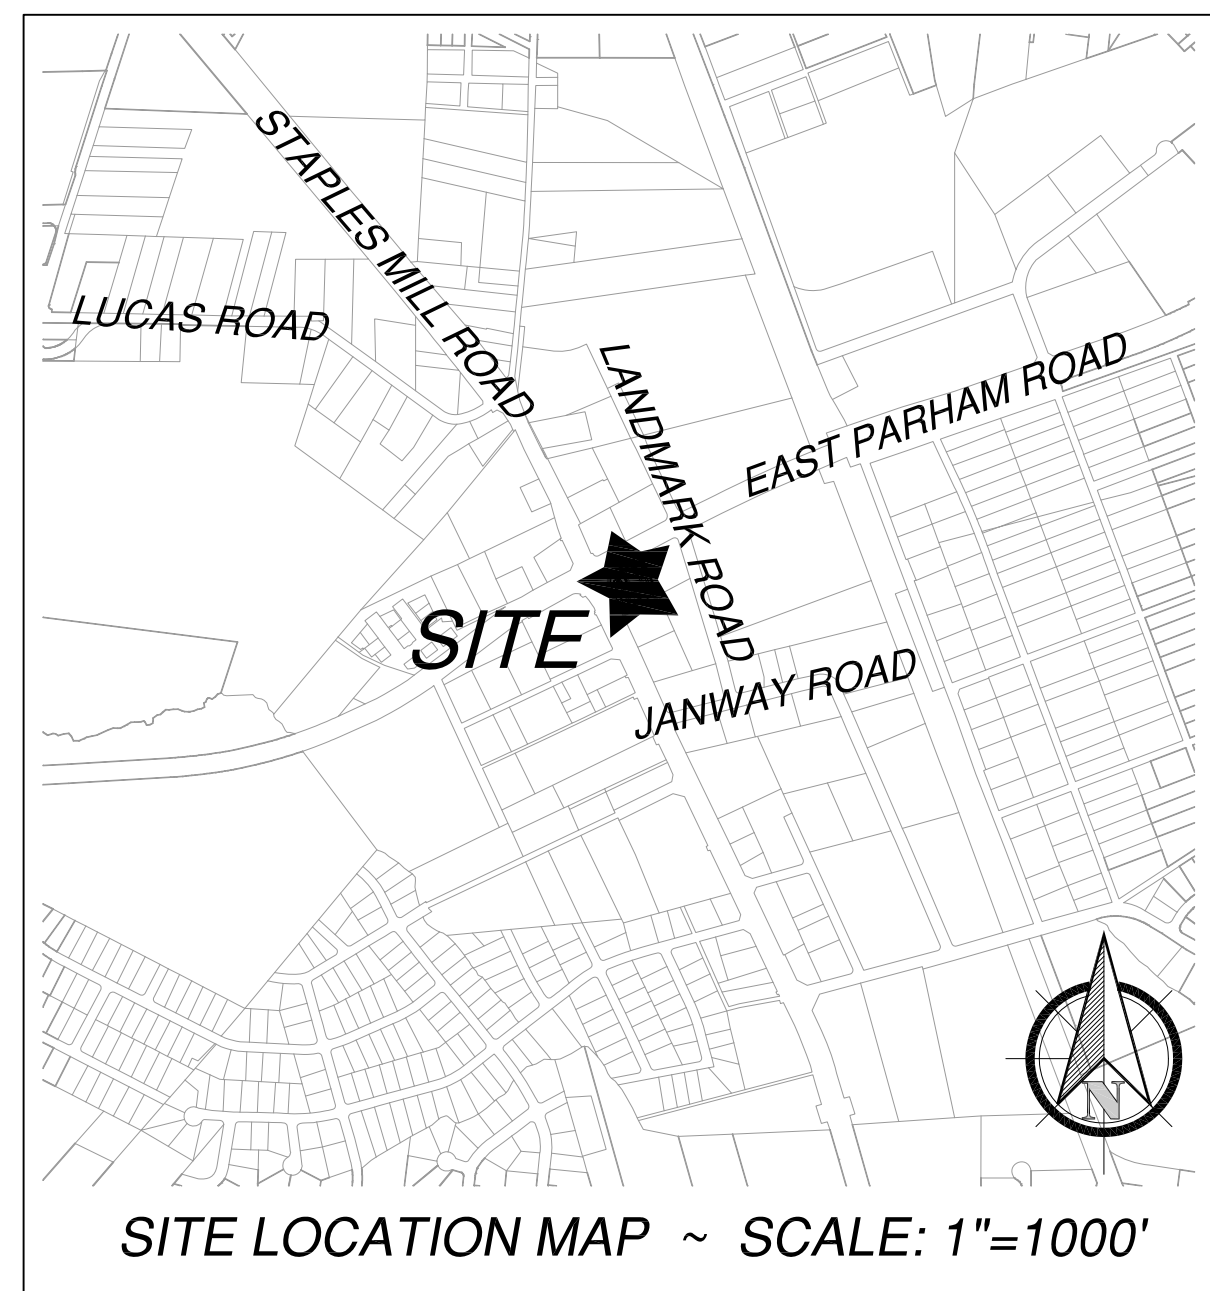 STAPLES MILL ROAD
LUCAS ROAD
LANDMARK ROAD
EAST PARHAM ROAD
SITE
JANWAY ROAD
N
SITE LOCATION MAP ~ SCALE: 1"=1000'